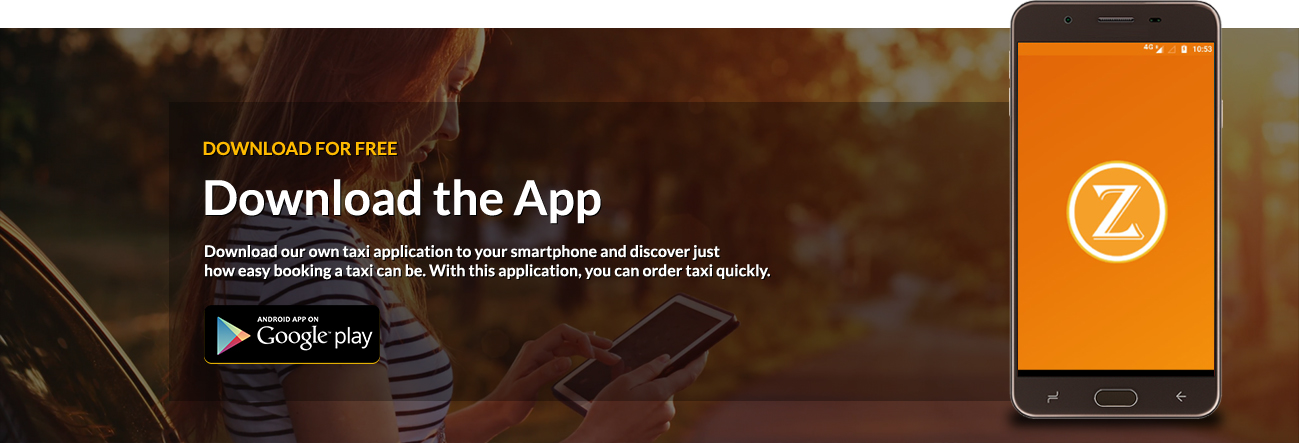 4G 10:53
DOWNLOAD FOR FREE
Download the App
Download our own taxi application to your smartphone and discover just
how easy booking a taxi can be. With this application, you can order taxi quickly.
ANDROID APP ON
Google play
Z